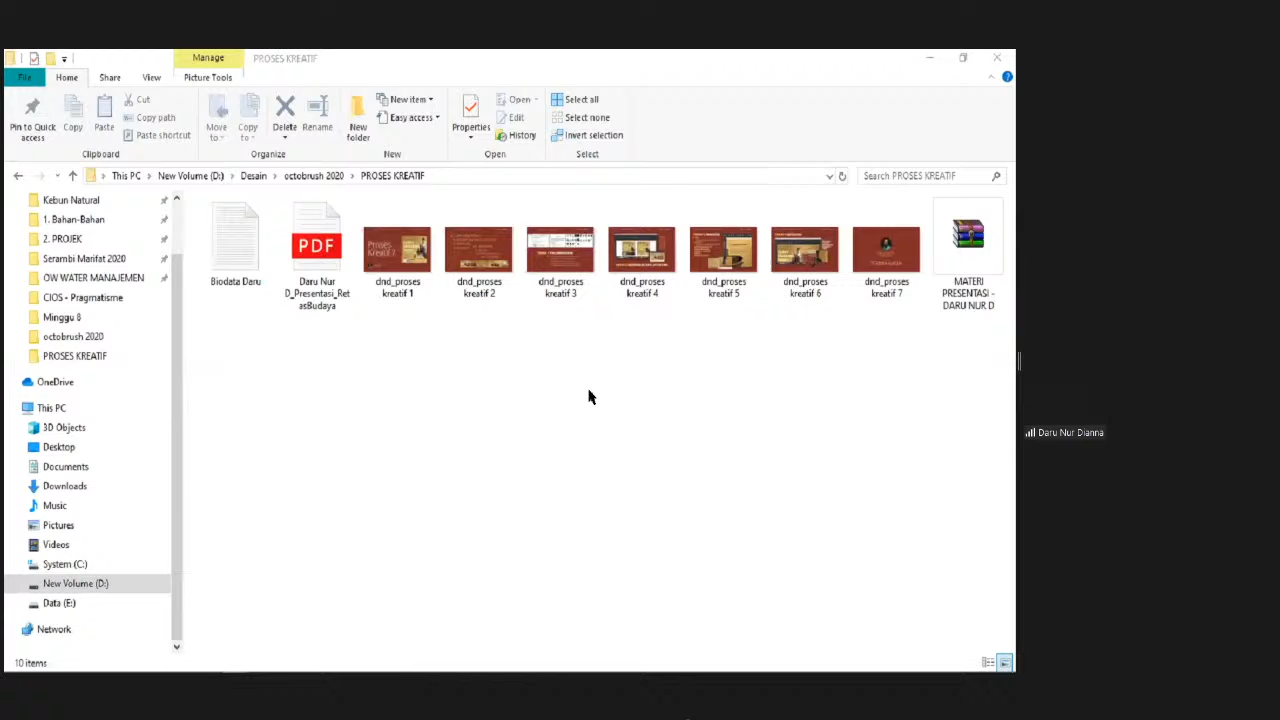 Manage
PROSES KREATIF
File
Home
Share
View
Picture Tools
Pin to Quick
access
Copy
Paste
Cut
Copy path
Paste shortcut
Clipboard
Move
to
Copy
to
Delete
Rename
Organize
New
folder
New item
Easy access
New
Properties
Open
Edit
History
Open
Select all
Select none
Invert selection
Select
This PC
New Volume (D:)
Desain
octobrush 2020
PROSES KREATIF
Search PROSES KREATIF
Kebun Natural
1. Bahan-Bahan
2. PROJEK
Serambi Marifat 2020
OW WATER MANAJEMEN
CIOS - Pragmatisme
Minggu 8
octobrush 2020
PROSES KREATIF
OneDrive
This PC
3D Objects
Desktop
Documents
Downloads
Music
Pictures
Videos
System (C:)
New Volume (D:)
Data (E:)
Network
Biodata Daru
PDF
Daru Nur
D_Presentasi_Ret
asBudaya
Proses
Kreatif
dnd_proses
kreatif 1
dnd_proses
kreatif 2
dnd_proses
kreatif 3
dnd_proses
kreatif 4
dnd_proses
kreatif 5
dnd_proses
kreatif 6
dnd_proses
kreatif 7
MATERI
PRESENTASI -
DARU NUR D
10 items
Daru Nur Dianna